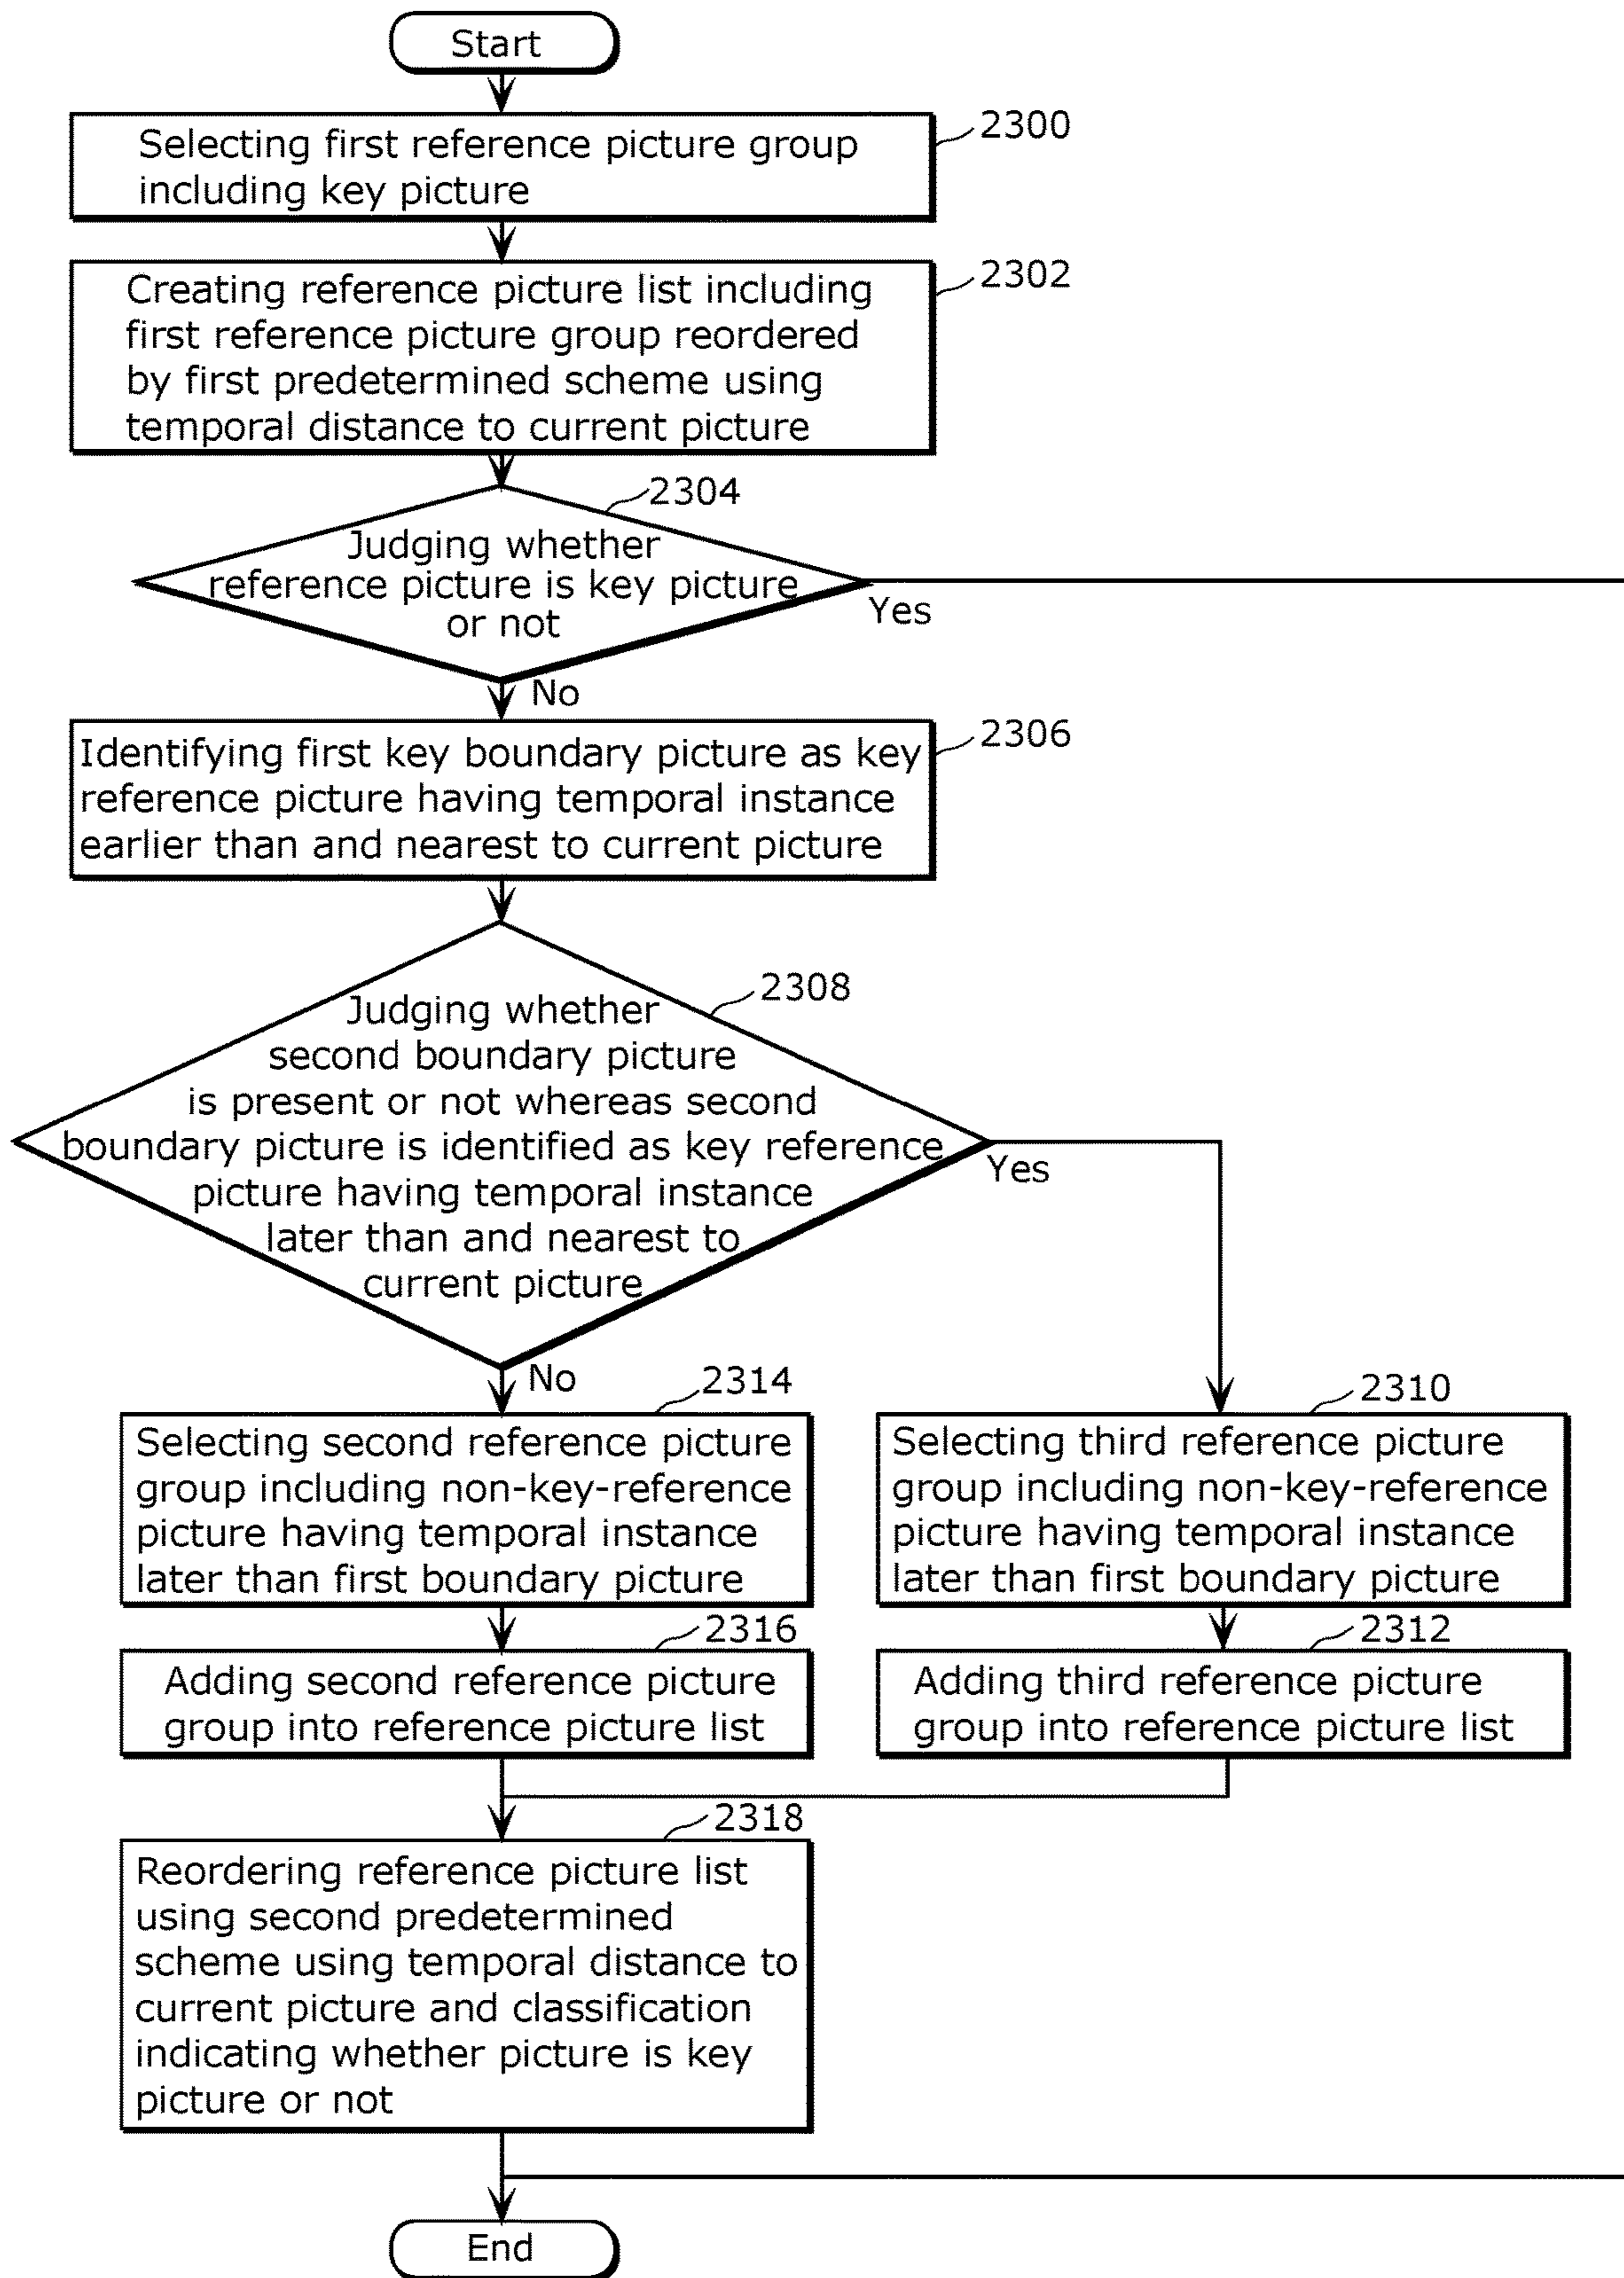 Start
2300
Selecting first reference picture group
including key picture
2302
Creating reference picture list including
first reference picture group reordered
by first predetermined scheme using
temporal distance to current picture
2304
Judging whether
reference picture is key picture
or not
Yes
No
2306
Identifying first key boundary picture as key
reference picture having temporal instance
earlier than and nearest to current picture
2308
Judging whether
second boundary picture
is present or not whereas second
boundary picture is identified as key reference
picture having temporal instance
later than and nearest to
current picture
Yes
No
2314
Selecting second reference picture
group including non-key-reference
picture having temporal instance
later than first boundary picture
2310
Selecting third reference picture
group including non-key-reference
picture having temporal instance
later than first boundary picture
2316
Adding second reference picture
group into reference picture list
2312
Adding third reference picture
group into reference picture list
2318
Reordering reference picture list
using second predetermined
scheme using temporal distance to
current picture and classification
indicating whether picture is key
picture or not
End